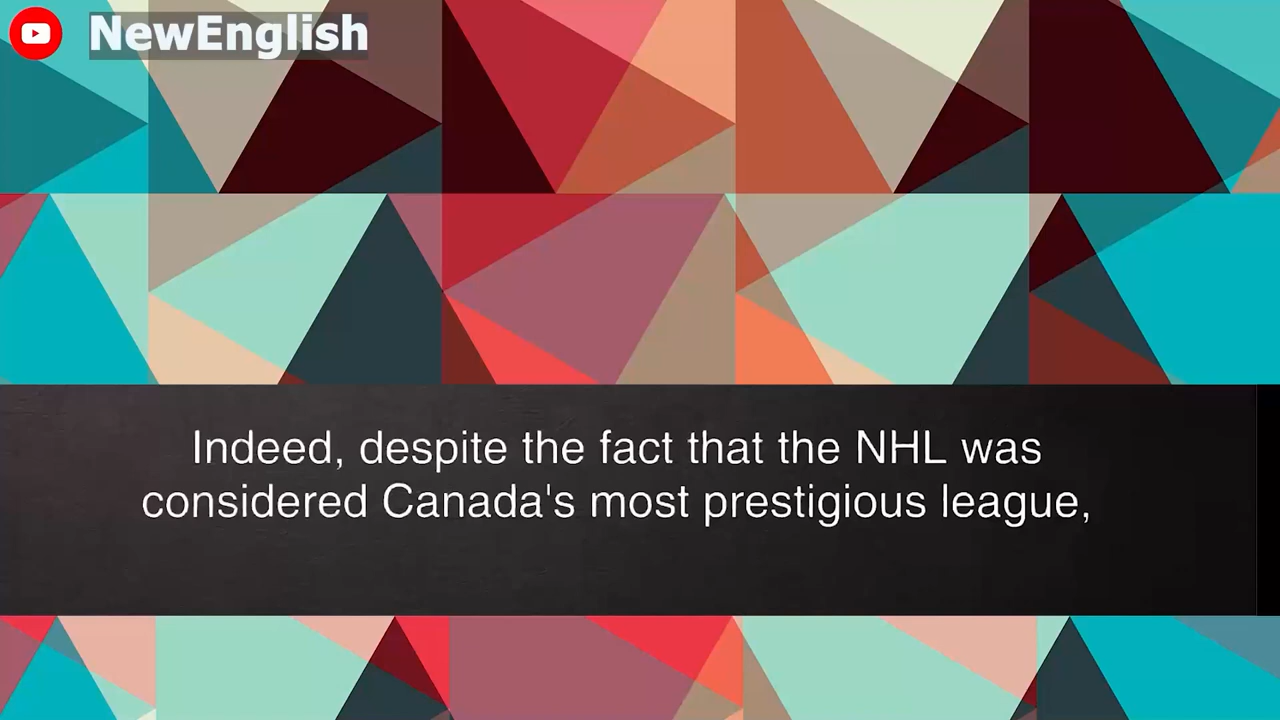 NewEnglish
Indeed, despite the fact that the NHL was
considered Canada's most prestigious league,